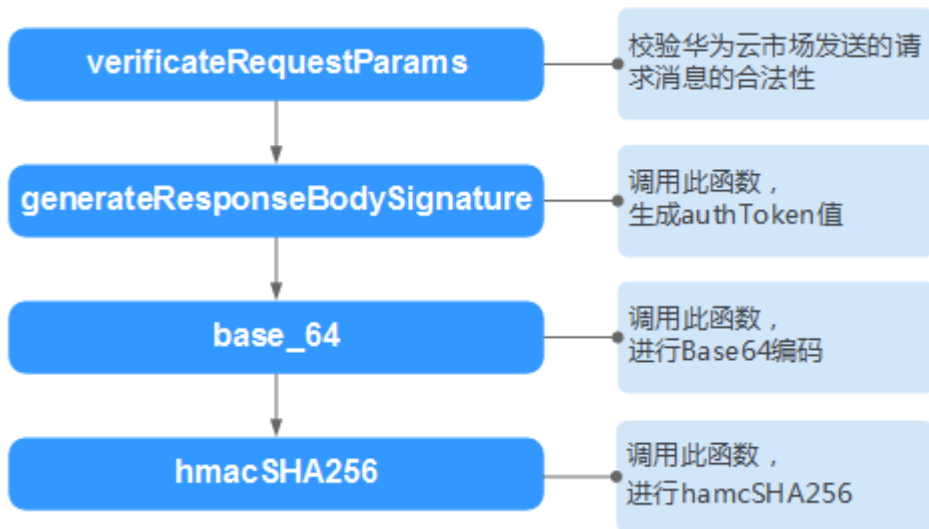 verificateRequestParams
校验华为云市场发送的请
求消息的合法性
generateResponseBodySignature
调用此函数，
生成authToken值
base_64
调用此函数，
进行Base64编码
hmacSHA256
调用此函数，
进行hamcSHA256